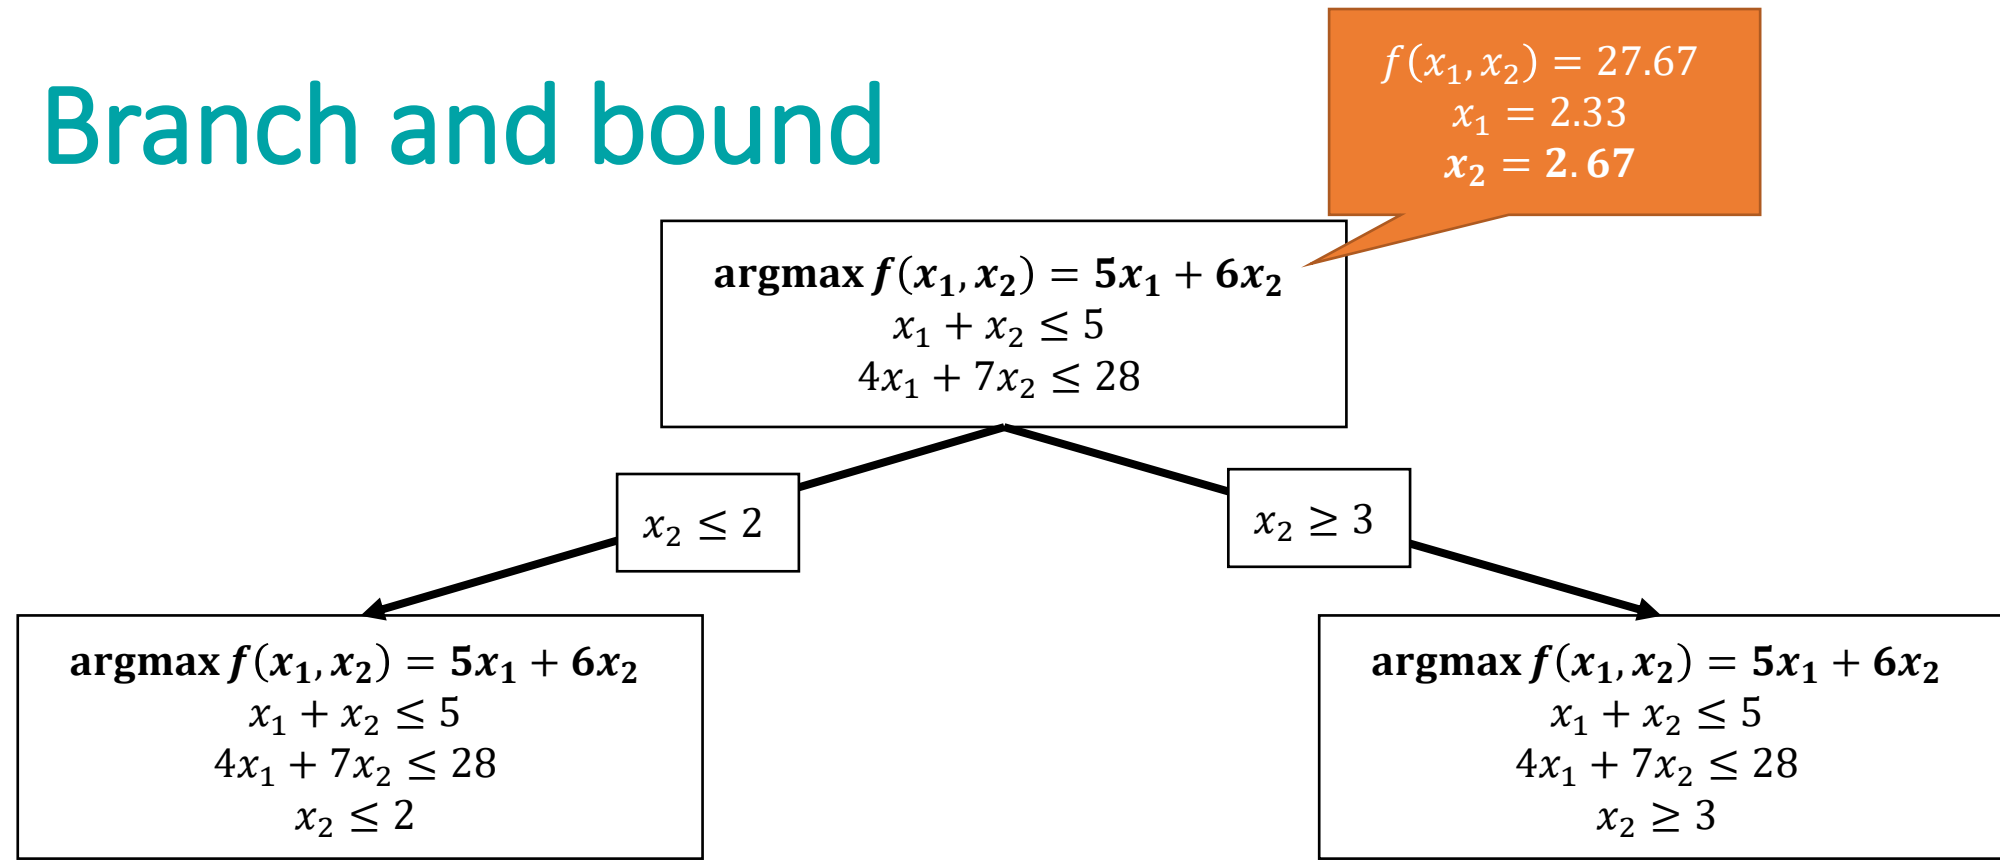 Branch and bound
f(x₁, x₂) = 27.67
x₁ = 2.33
x₂ = 2.67
argmax f(x₁, x₂) = 5x₁ + 6x₂
x₁ + x₂ ≤ 5
4x₁ + 7x₂ ≤ 28
x₂ ≤ 2
x₂ ≥ 3
argmax f(x₁, x₂) = 5x₁ + 6x₂
x₁ + x₂ ≤ 5
4x₁ + 7x₂ ≤ 28
x₂ ≤ 2
argmax f(x₁, x₂) = 5x₁ + 6x₂
x₁ + x₂ ≤ 5
4x₁ + 7x₂ ≤ 28
x₂ ≥ 3